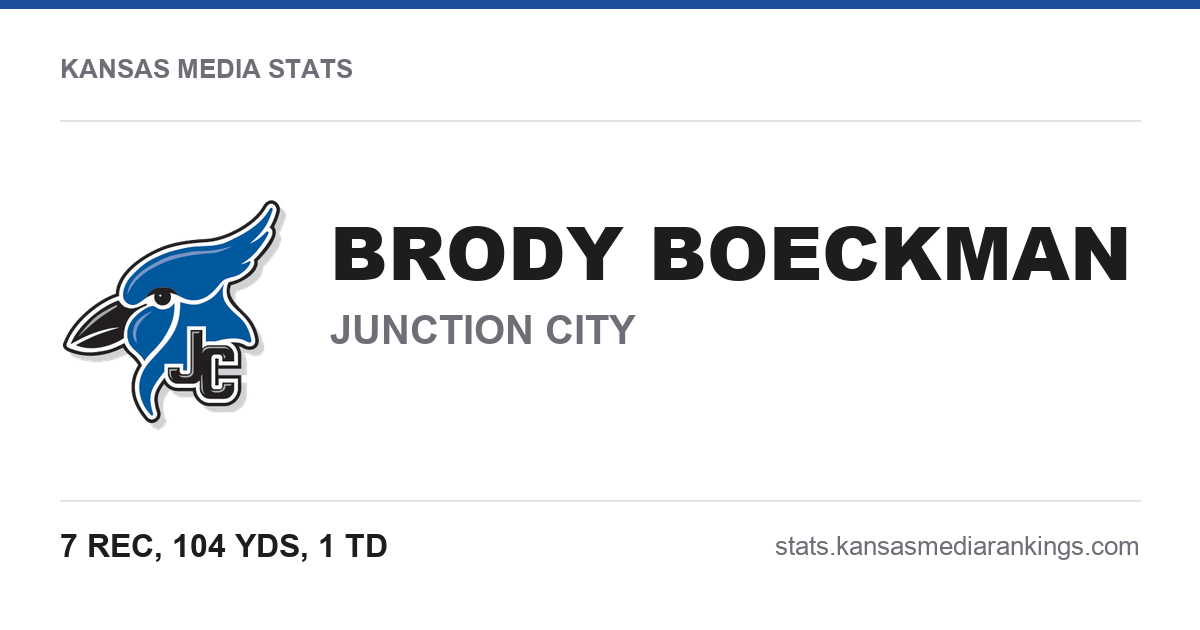 KANSAS MEDIA STATS
BRODY BOECKMAN
JUNCTION CITY
JC
7 REC, 104 YDS, 1 TD
stats.kansasmediarankings.com